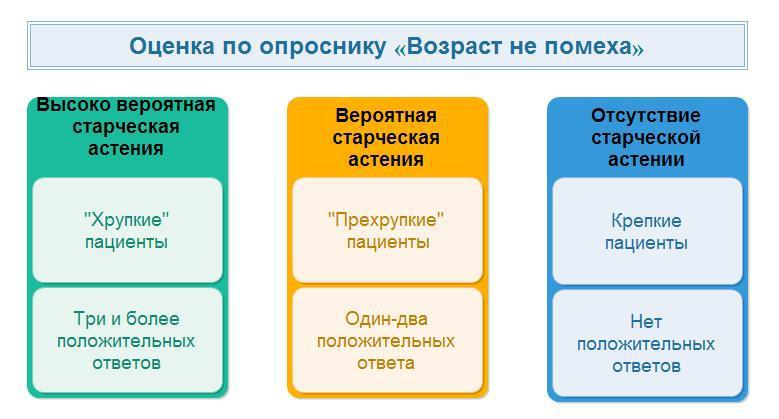 Оценка по опроснику «Возраст не помеха»
Высоко вероятная
старческая
астения
"Хрупкие"
пациенты
Три и более
положительных
ответов
Вероятная
старческая
астения
"Прехрупкие"
пациенты
Один-два
положительных
ответа
Отсутствие
старческой
астении
Крепкие
пациенты
Нет
положительных
ответов